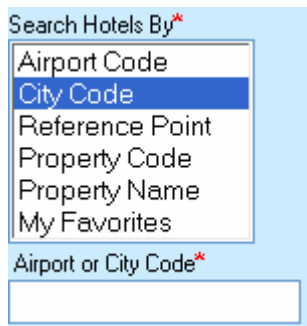 Search Hotels By*
Airport Code
City Code
Reference Point
Property Code
Property Name
My Favorites
Airport or City Code*